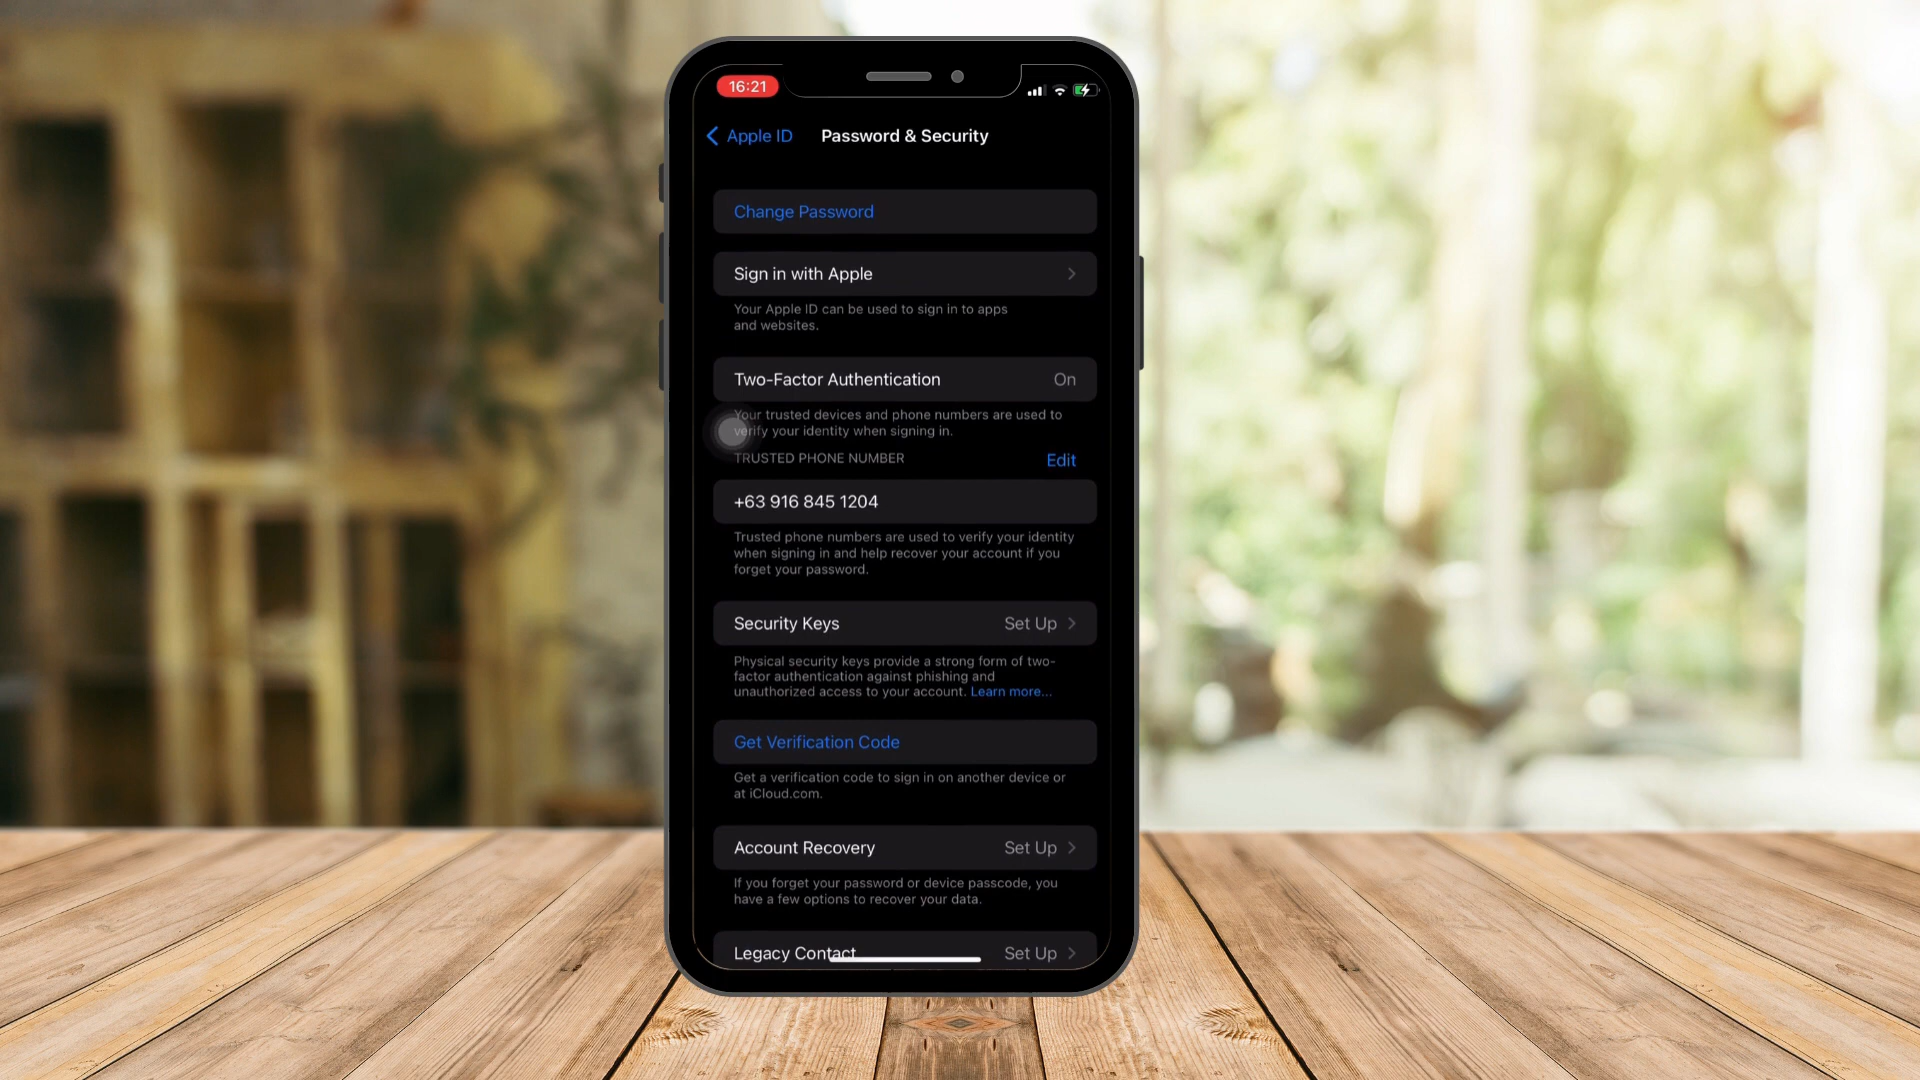 16:21
Apple ID
Password & Security
Change Password
Sign in with Apple
Your Apple ID can be used to sign in to apps
and websites.
Two-Factor Authentication On
Your trusted devices and phone numbers are used to
verify your identity when signing in.
TRUSTED PHONE NUMBER Edit
+63 916 845 1204
Trusted phone numbers are used to verify your identity
when signing in and help recover your account if you
forget your password.
Security Keys Set Up
Physical security keys provide a strong form of two-
factor authentication against phishing and
unauthorized access to your account. Learn more...
Get Verification Code
Get a verification code to sign in on another device or
at iCloud.com.
Account Recovery Set Up
If you forget your password or device passcode, you
have a few options to recover your data.
Legacy Contact Set Up